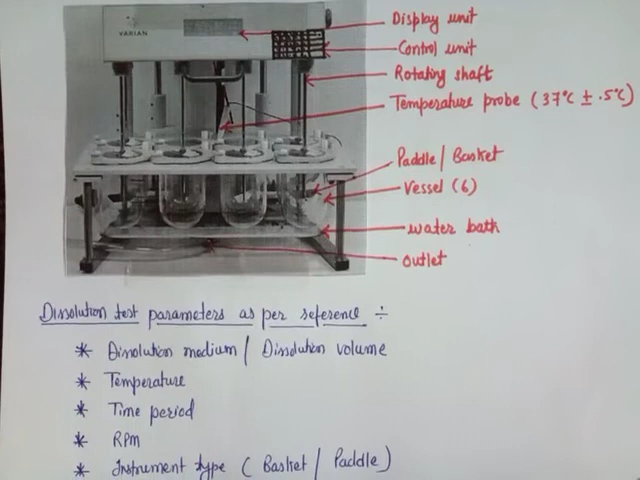 VARIAN
Display unit
Control unit
Rotating shaft
Temperature probe (37°C ± .5°C)
Paddle/Basket
Vessel (6)
water bath
outlet
Dissolution test parameters as per reference ÷
* Dissolution medium / Dissolution volume
* Temperature
* Time period
* RPM
* Instrument type ( Basket / Paddle )